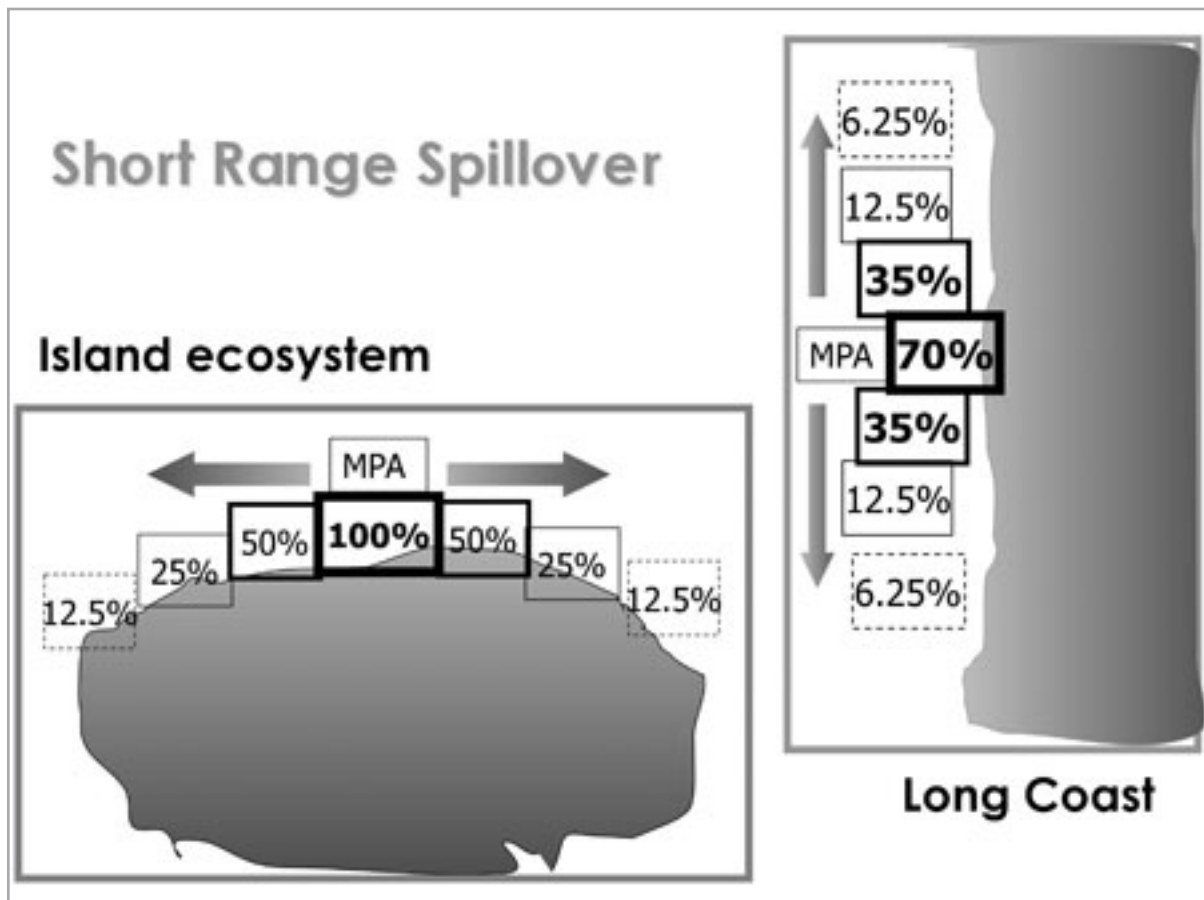 Short Range Spillover
Island ecosystem
MPA
12.5% 25% 50% 100% 50% 25% 12.5%
6.25%
12.5%
35%
MPA 70%
35%
12.5%
6.25%
Long Coast